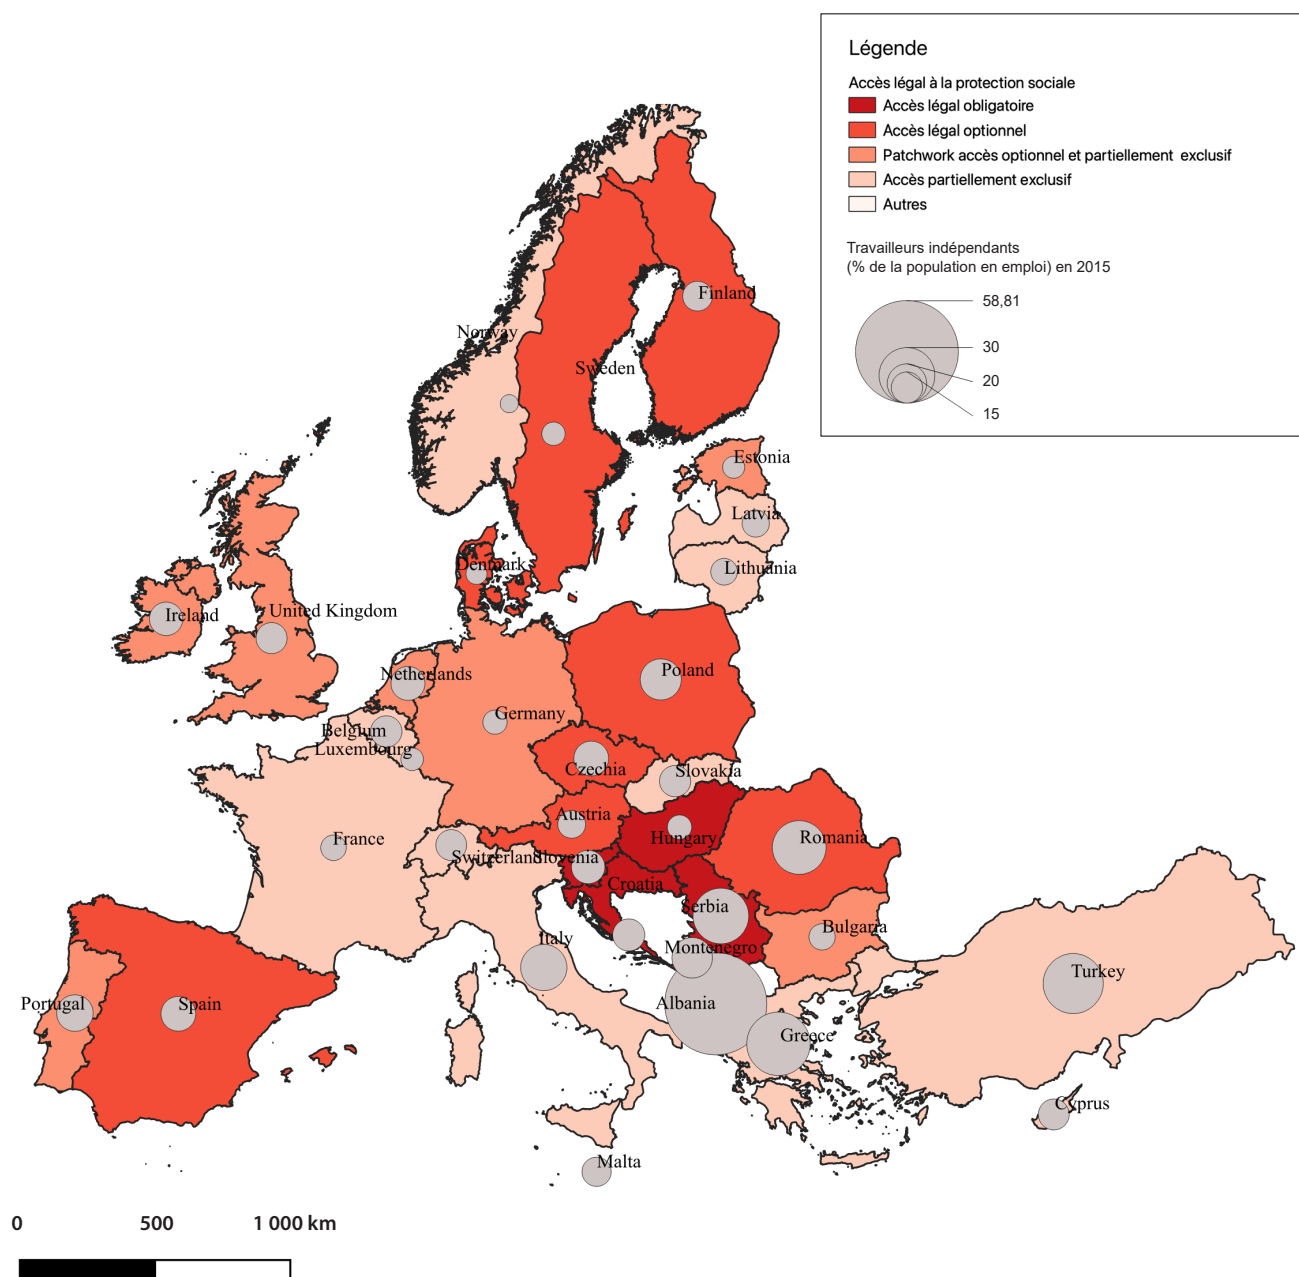 Légende
Accès légal à la protection sociale
Accès légal obligatoire
Accès légal optionnel
Patchwork accès optionnel et partiellement exclusif
Accès partiellement exclusif
Autres
Travailleurs indépendants
(% de la population en emploi) en 2015
58,81
30
20
15
Finland
Norway
Sweden
Estonia
Latvia
Lithuania
Denmark
Ireland
United Kingdom
Netherlands
Poland
Germany
Belgium
Luxembourg
Czechia
Slovakia
Austria
France
Hungary
Romania
Switzerland
Slovenia
Croatia
Serbia
Bulgaria
Italy
Montenegro
Turkey
Portugal
Spain
Albania
Greece
Cyprus
Malta
0 500 1 000 km